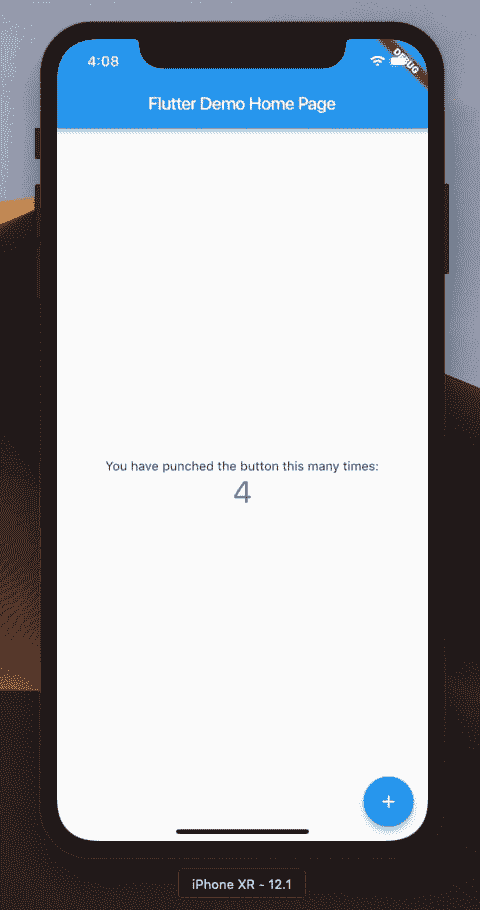 4:08
DEBUG
Flutter Demo Home Page
You have punched the button this many times:
4
+
iPhone XR - 12.1